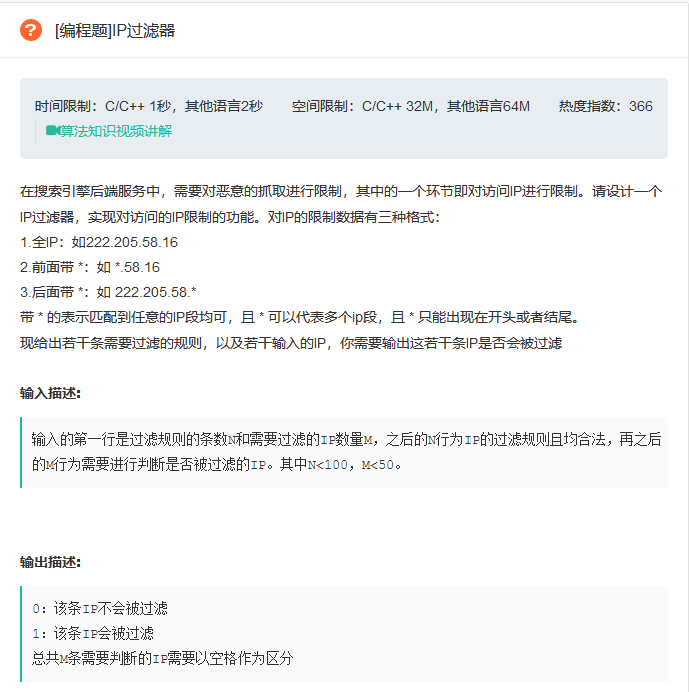 [编程题]IP过滤器
时间限制：C/C++ 1秒，其他语言2秒 空间限制：C/C++ 32M，其他语言64M 热度指数：366
算法知识视频讲解
在搜索引擎后端服务中，需要对恶意的抓取进行限制，其中的一个环节即对访问IP进行限制。请设计一个
IP过滤器，实现对访问的IP限制的功能。对IP的限制数据有三种格式：
1.全IP：如222.205.58.16
2.前面带 *：如 *.58.16
3.后面带 *：如 222.205.58.*
带 * 的表示匹配到任意的IP段均可，且 * 可以代表多个ip段，且 * 只能出现在开头或者结尾。
现给出若干条需要过滤的规则，以及若干输入的IP，你需要输出这若干条IP是否会被过滤
输入描述:
输入的第一行是过滤规则的条数N和需要过滤的IP数量M，之后的N行为IP的过滤规则且均合法，再之后
的M行为需要进行判断是否被过滤的IP。其中N<100，M<50。
输出描述:
0：该条IP不会被过滤
1：该条IP会被过滤
总共M条需要判断的IP需要以空格作为区分